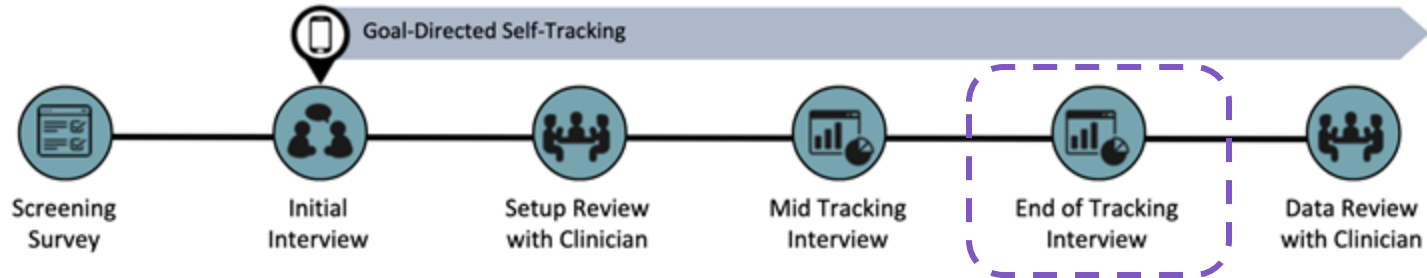 Goal-Directed Self-Tracking
Screening
Survey
Initial
Interview
Setup Review
with Clinician
Mid Tracking
Interview
End of Tracking
Interview
Data Review
with Clinician